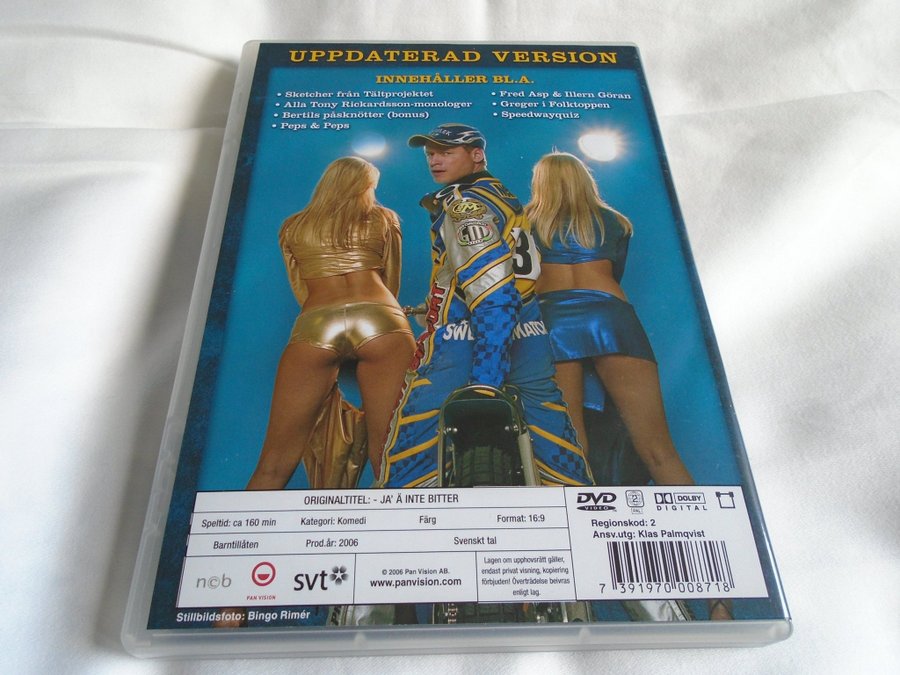 UPPDATERAD VERSION
INNEHÅLLER BL.A.
• Sketcher från Tältprojektet
• Alla Tony Rickardsson-monologer
• Bertils påsknötter (bonus)
• Peps & Peps
• Fred Asp & Illern Göran
• Greger i Folktoppen
• Speedwayquiz
3
ORIGINALTITEL: - JA' Ä INTE BITTER
Speltid: ca 160 min
Kategori: Komedi
Färg
Format: 16:9
Barntillåten
Prod.år: 2006
Svenskt tal
ncb
PAN VISION
svt
© 2006 Pan Vision AB.
www.panvision.com
Lagen om upphovsrätt gäller,
endast privat visning, kopiering
förbjuden! Överträdelse beivras
enligt lag.
DVD
VIDEO
2
PAL
DOLBY
DIGITAL
Regionskod: 2
Ansv.utg: Klas Palmqvist
7 391970 008718
Stillbildsfoto: Bingo Rimér